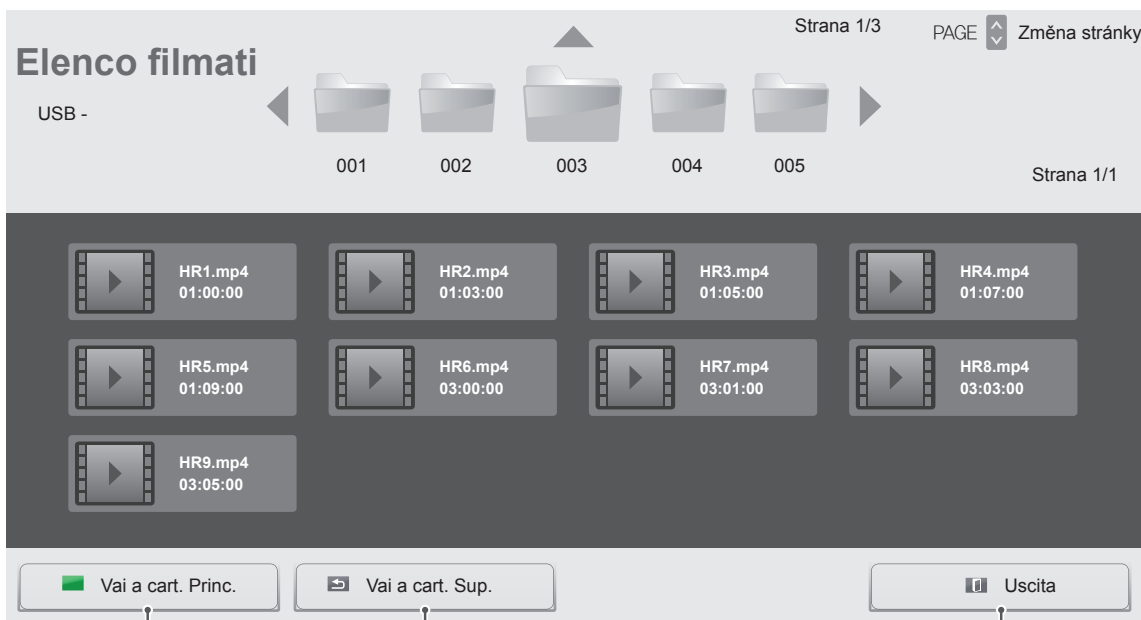 Strana 1/3
PAGE Změna stránky
Elenco filmati
USB -
001 002 003 004 005
Strana 1/1
HR1.mp4
01:00:00
HR2.mp4
01:03:00
HR3.mp4
01:05:00
HR4.mp4
01:07:00
HR5.mp4
01:09:00
HR6.mp4
03:00:00
HR7.mp4
03:01:00
HR8.mp4
03:03:00
HR9.mp4
03:05:00
Vai a cart. Princ.
Vai a cart. Sup.
Uscita